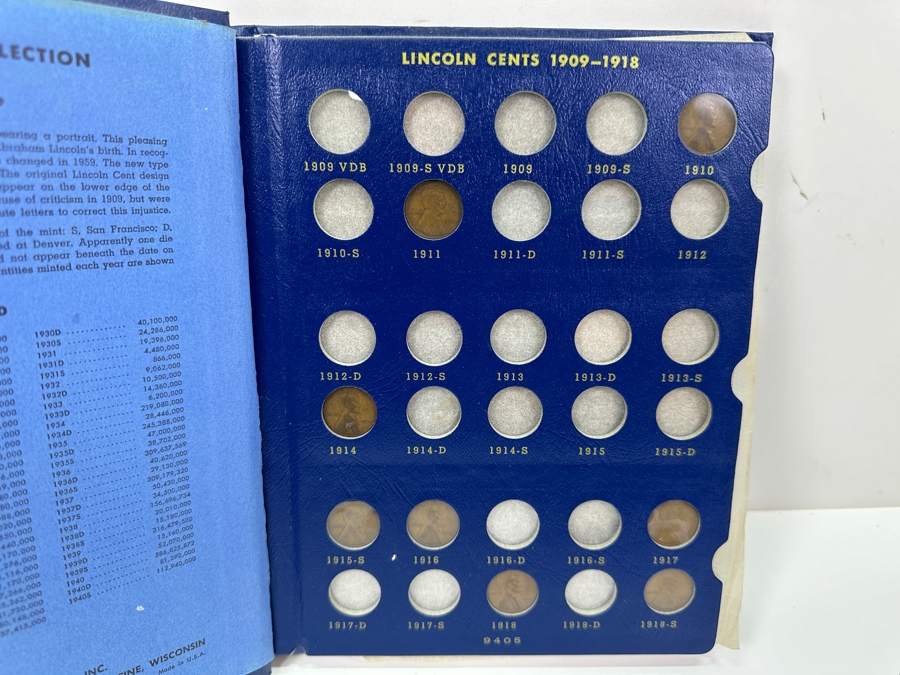 LECTION
earing a portrait. This pleasing
braham Lincoln's birth. In recog-
changed in 1959. The new type
The original Lincoln Cent design
ppear on the lower edge of the
use of criticism in 1909, but were
te letters to correct this injustice.
of the mint: S, San Francisco; D,
ed at Denver. Apparently one die
d not appear beneath the date on
ntities minted each year are shown
D
1930D 40,100,000
1930S 24,286,000
1931 19,396,000
1931D 4,480,000
1931S 866,000
1932 9,062,000
1932D 10,500,000
1933 14,360,000
1933D 6,200,000
1934 219,080,000
1934D 28,446,000
1935 245,388,000
1935D 47,000,000
1935S 38,702,000
1936 309,637,569
1936D 40,620,000
1936S 29,130,000
1937 309,179,320
1937D 50,430,000
1937S 34,500,000
1938 156,696,734
1938D 20,010,000
1938S 15,180,000
1939 316,479,520
1939D 15,160,000
1939S 52,070,000
1940 586,825,872
1940D 81,390,000
1940S 112,940,000
INC.
INE, WISCONSIN
Made in U.S.A.
LINCOLN CENTS 1909–1918
1909 VDB 1909-S VDB 1909 1909-S 1910
1910-S 1911 1911-D 1911-S 1912
1912-D 1912-S 1913 1913-D 1913-S
1914 1914-D 1914-S 1915 1915-D
1915-S 1916 1916-D 1916-S 1917
1917-D 1917-S 1918 1918-D 1918-S
9405